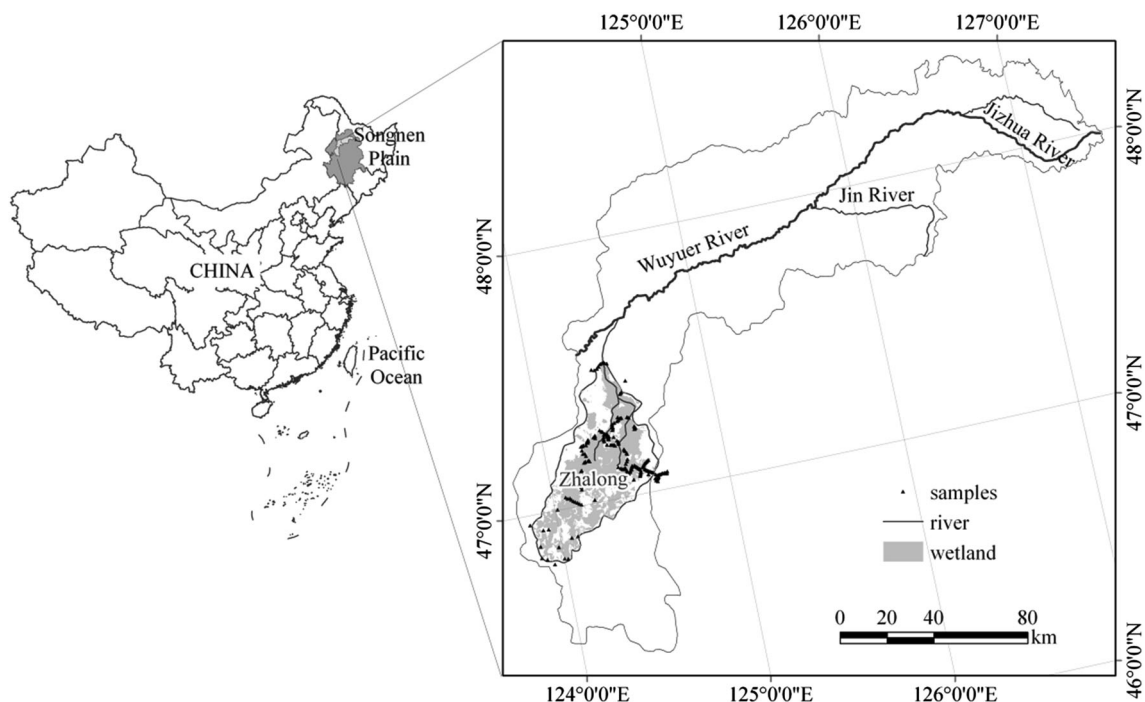 125°0'0"E 126°0'0"E 127°0'0"E
Songnen
Plain
CHINA
Pacific
Ocean
48°0'0"N
47°0'0"N
Jizhua River
Jin River
Wuyuer River
Zhalong
48°0'0"N
47°0'0"N
46°0'0"N
samples
river
wetland
0 20 40 80
km
124°0'0"E 125°0'0"E 126°0'0"E